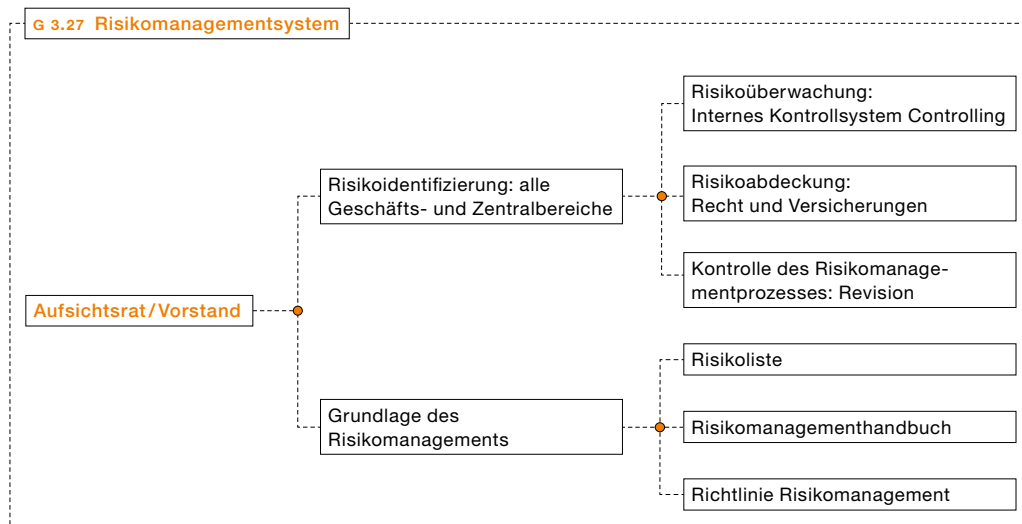 G 3.27 Risikomanagementsystem
Risikoüberwachung:
Internes Kontrollsystem Controlling
Risikoidentifizierung: alle
Geschäfts- und Zentralbereiche
Risikoabdeckung:
Recht und Versicherungen
Kontrolle des Risikomanage-
mentprozesses: Revision
Aufsichtsrat/Vorstand
Risikoliste
Grundlage des
Risikomanagements
Risikomanagementhandbuch
Richtlinie Risikomanagement